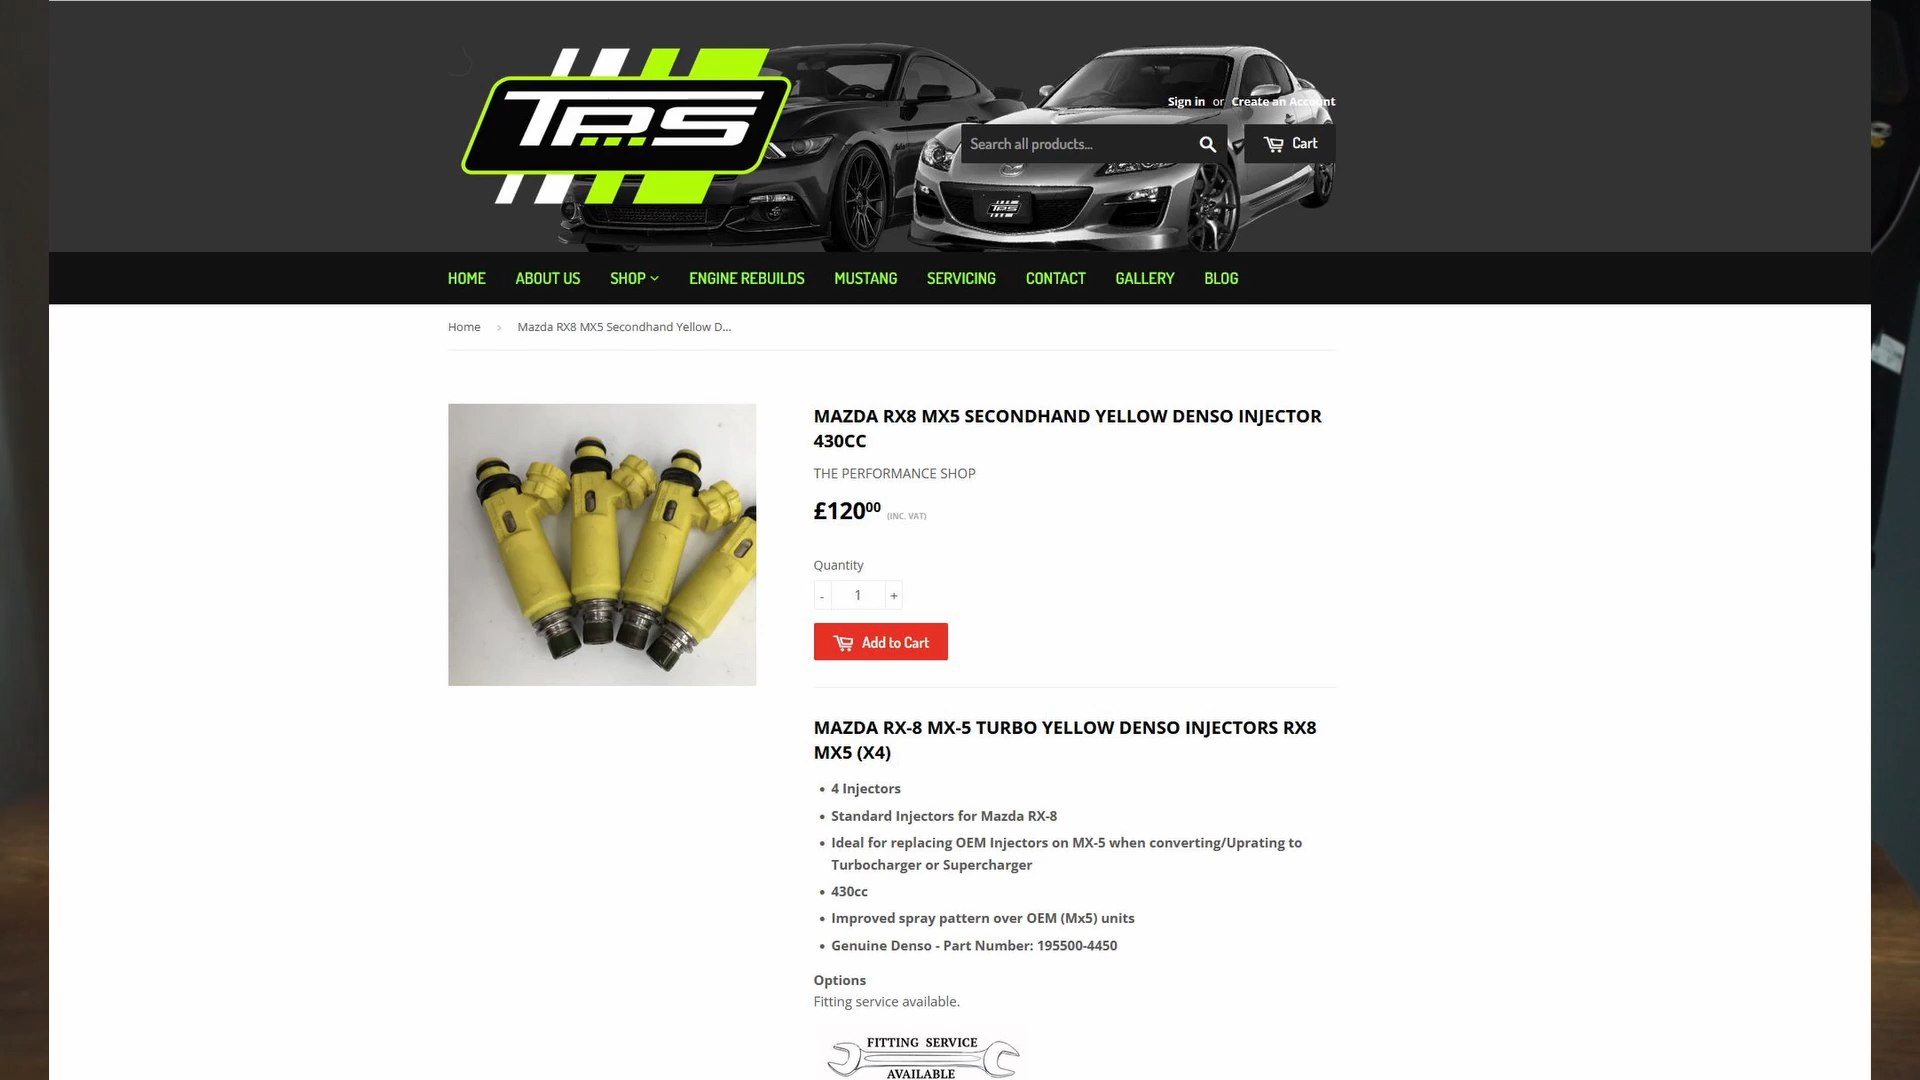 TPS
Sign in or Create an Account
Search all products...
Cart
TPS
HOME
ABOUT US
SHOP
ENGINE REBUILDS
MUSTANG
SERVICING
CONTACT
GALLERY
BLOG
Home › Mazda RX8 MX5 Secondhand Yellow D...
MAZDA RX8 MX5 SECONDHAND YELLOW DENSO INJECTOR
430CC
THE PERFORMANCE SHOP
£120⁰⁰ (INC. VAT)
Quantity
- 1 +
Add to Cart
MAZDA RX-8 MX-5 TURBO YELLOW DENSO INJECTORS RX8
MX5 (X4)
• 4 Injectors
• Standard Injectors for Mazda RX-8
• Ideal for replacing OEM Injectors on MX-5 when converting/Uprating to
Turbocharger or Supercharger
• 430cc
• Improved spray pattern over OEM (Mx5) units
• Genuine Denso - Part Number: 195500-4450
Options
Fitting service available.
FITTING SERVICE
AVAILABLE